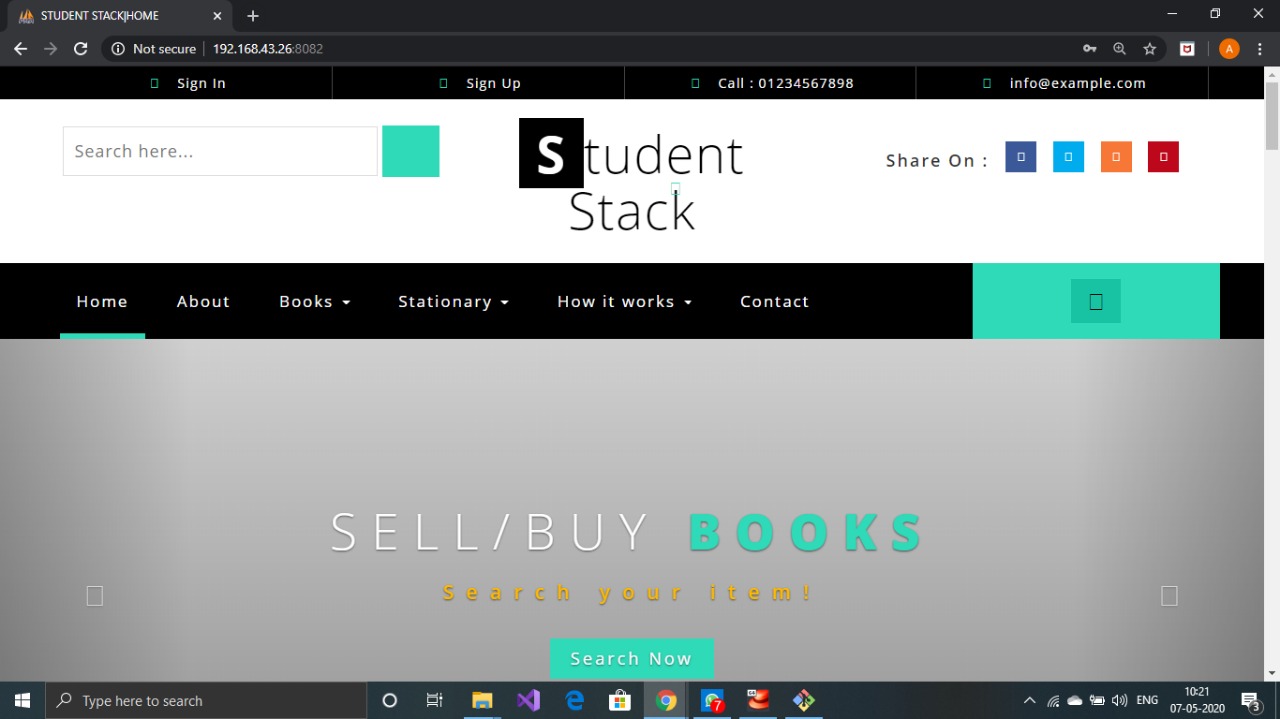 STUDENT STACK|HOME
Not secure 192.168.43.26:8082
Sign In Sign Up Call : 01234567898 info@example.com
Search here...
Student
Stack
Share On :
Home About Books Stationary How it works Contact
SELL/BUY BOOKS
Search your item!
Search Now
Type here to search
7
ENG
10:21
07-05-2020
3
A